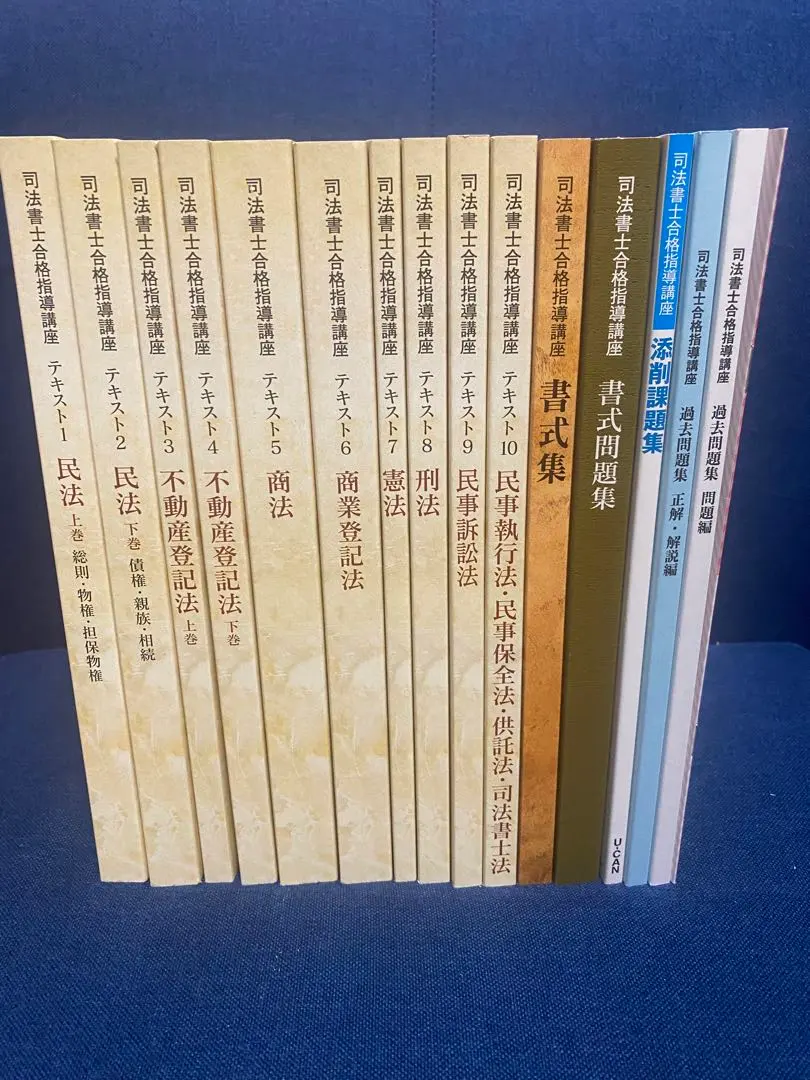 司法書士合格指導講座 テキスト1 民法 上巻 総則・物権・担保物権
司法書士合格指導講座 テキスト2 民法 下巻 債権・親族・相続
司法書士合格指導講座 テキスト3 不動産登記法 上巻
司法書士合格指導講座 テキスト4 不動産登記法 下巻
司法書士合格指導講座 テキスト5 商法
司法書士合格指導講座 テキスト6 商業登記法
司法書士合格指導講座 テキスト7 憲法
司法書士合格指導講座 テキスト8 刑法
司法書士合格指導講座 テキスト9 民事訴訟法
司法書士合格指導講座 テキスト10 民事執行法・民事保全法・供託法・司法書士法
司法書士合格指導講座 書式集
司法書士合格指導講座 書式問題集
司法書士合格指導講座 添削課題集 U-CAN
司法書士合格指導講座 過去問題集 正解・解説編
司法書士合格指導講座 過去問題集 問題編